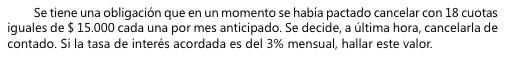 Se tiene una obligación que en un momento se había pactado cancelar con 18 cuotas
iguales de $ 15.000 cada una por mes anticipado. Se decide, a última hora, cancelarla de
contado. Si la tasa de interés acordada es del 3% mensual, hallar este valor.